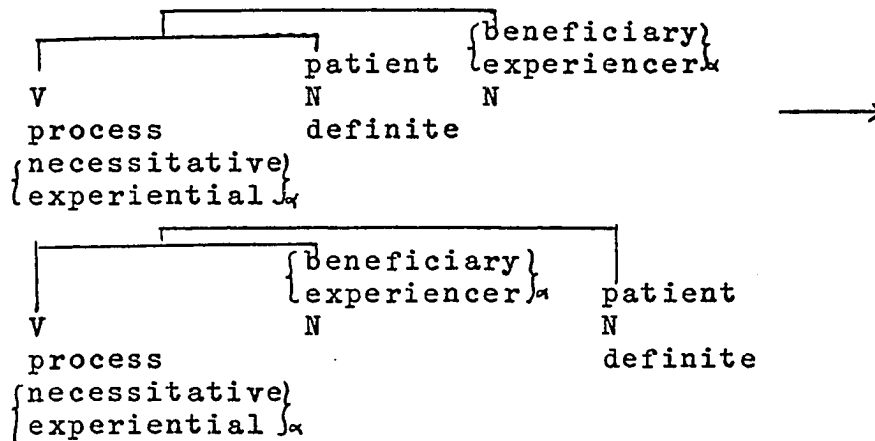 {beneficiary}
patient {experiencer}α
V N N
process definite ⟶
{necessitative}
{experiential}α
{beneficiary}
{experiencer}α patient
V N N
process definite
{necessitative}
{experiential}α